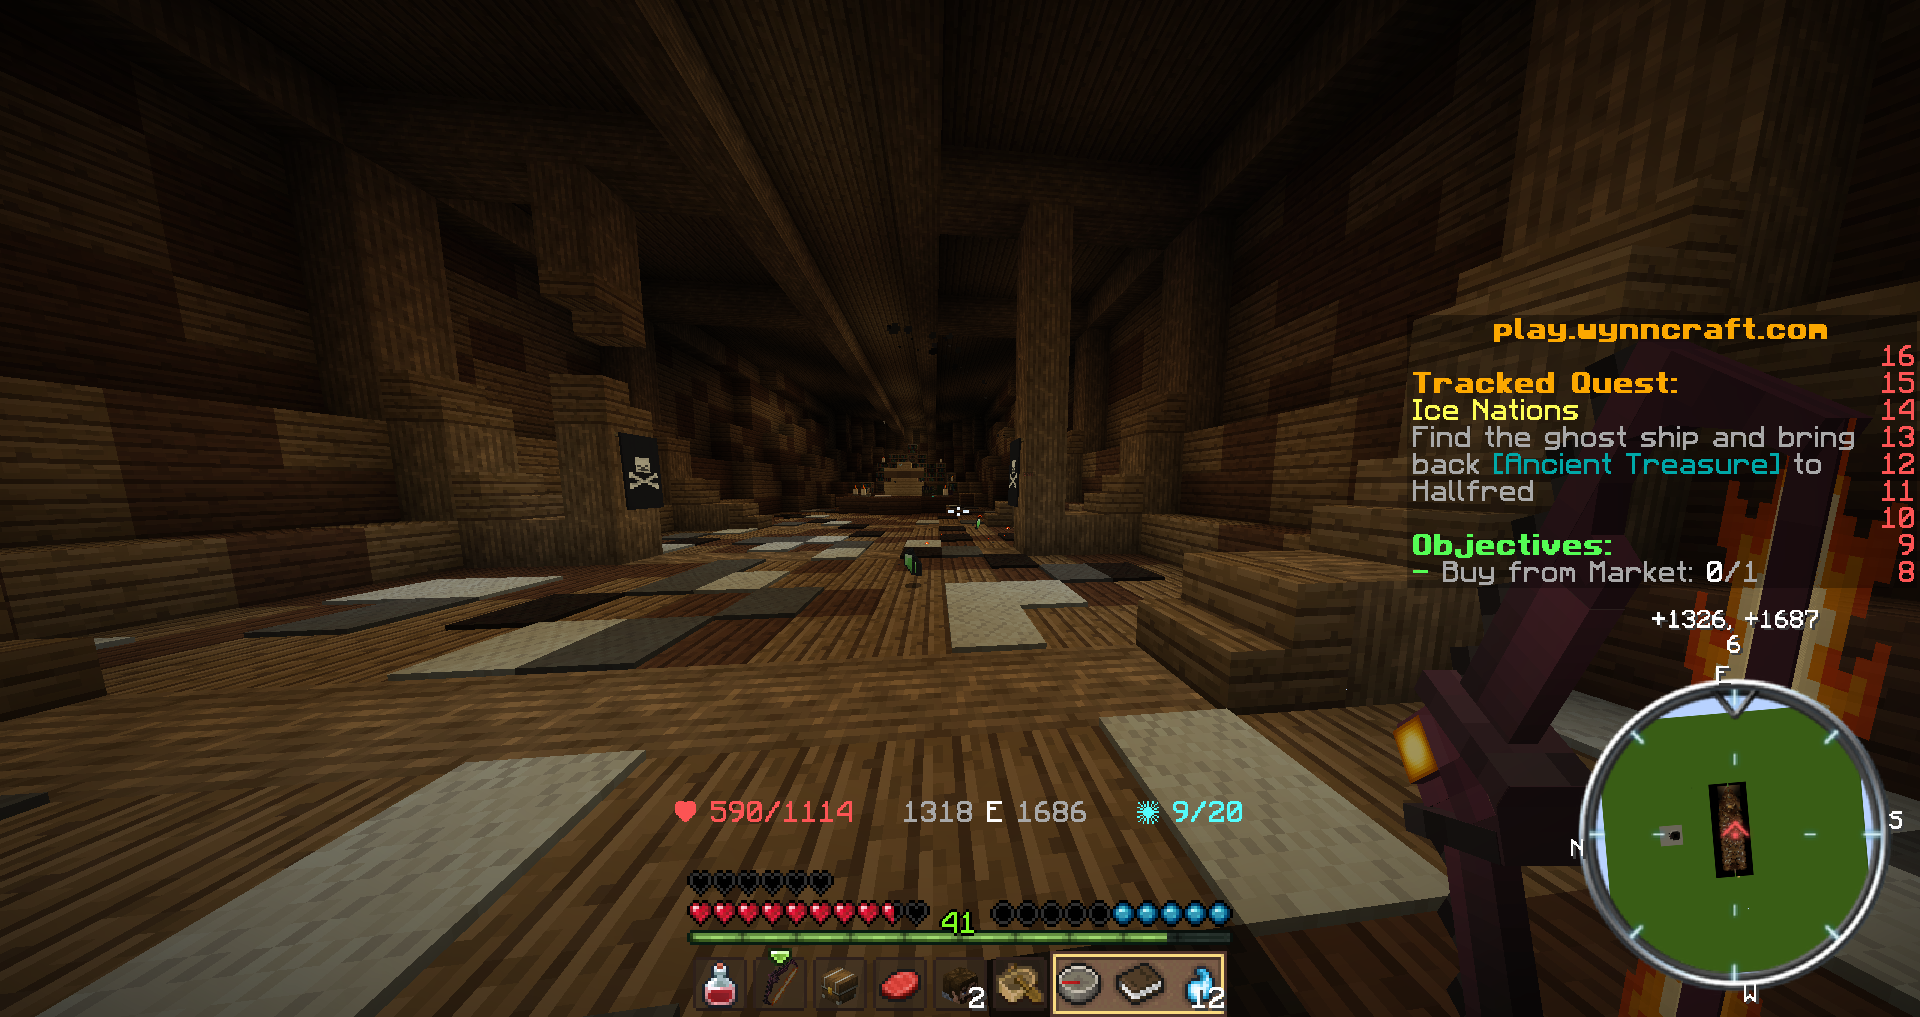 play.wynncraft.com
16
Tracked Quest: 15
Ice Nations 14
Find the ghost ship and bring 13
back [Ancient Treasure] to 12
Hallfred 11
10
Objectives: 9
- Buy from Market: 0/1 8
+1326, +1687
6
E
S
N
W
590/1114 1318 E 1686 9/20
41
2
12